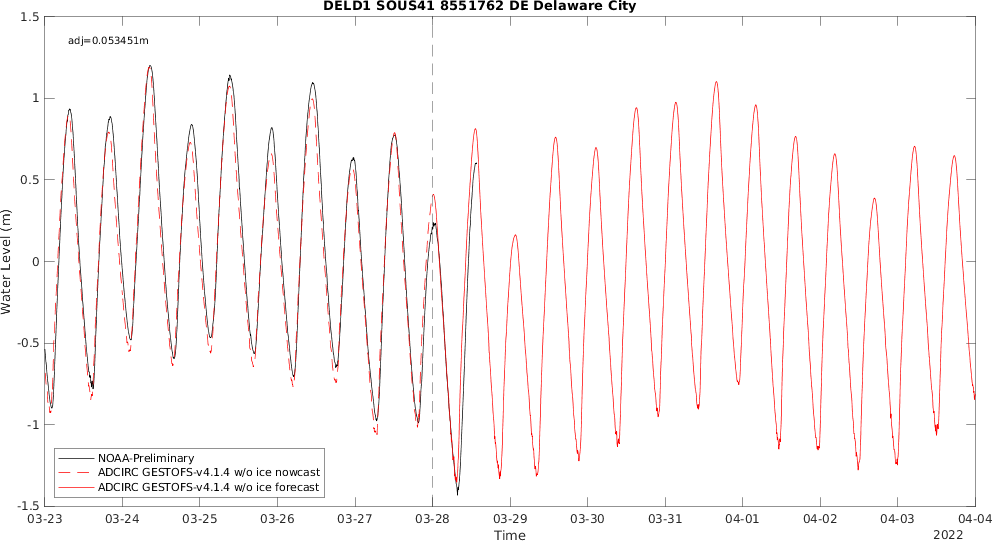 DELD1 SOUS41 8551762 DE Delaware City
adj=0.053451m
1.5
1
0.5
0
-0.5
-1
-1.5
Water Level (m)
NOAA-Preliminary
ADCIRC GESTOFS-v4.1.4 w/o ice nowcast
ADCIRC GESTOFS-v4.1.4 w/o ice forecast
03-23 03-24 03-25 03-26 03-27 03-28 03-29 03-30 03-31 04-01 04-02 04-03 04-04
Time
2022